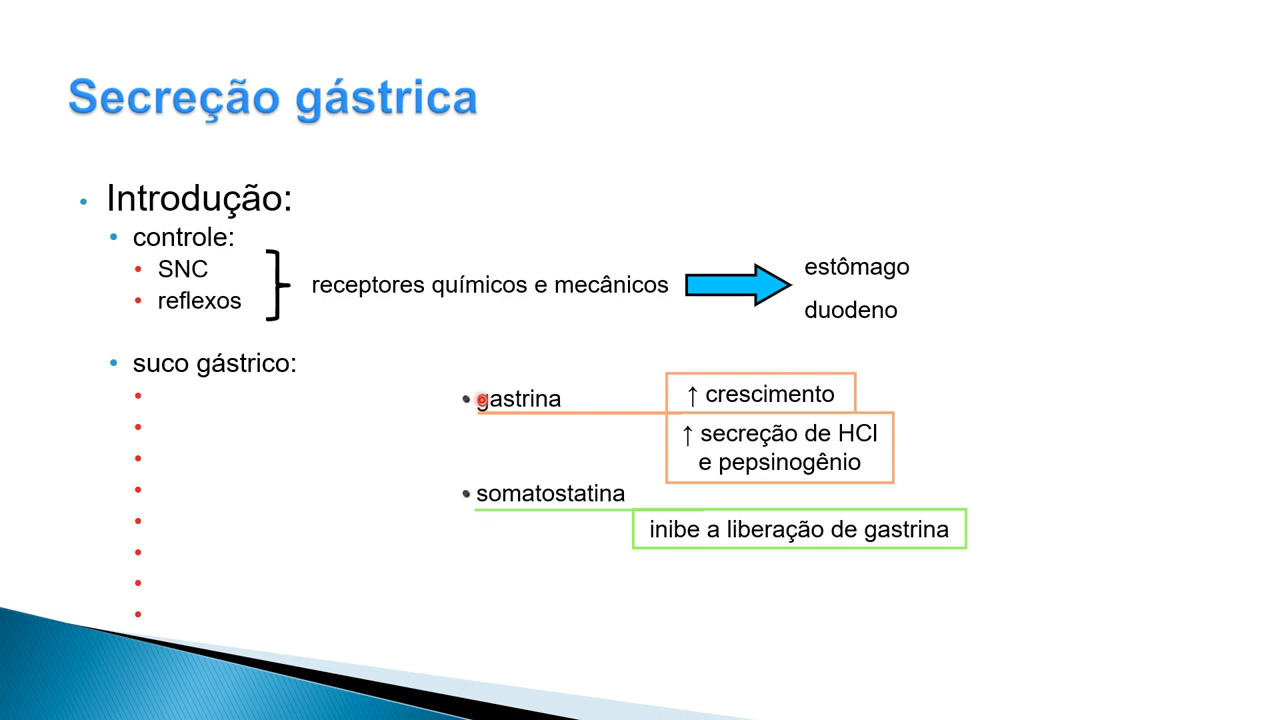 Secreção gástrica
Introdução:
controle:
SNC
reflexos
receptores químicos e mecânicos
estômago
duodeno
suco gástrico:
gastrina
↑ crescimento
↑ secreção de HCl
e pepsinogênio
somatostatina
inibe a liberação de gastrina